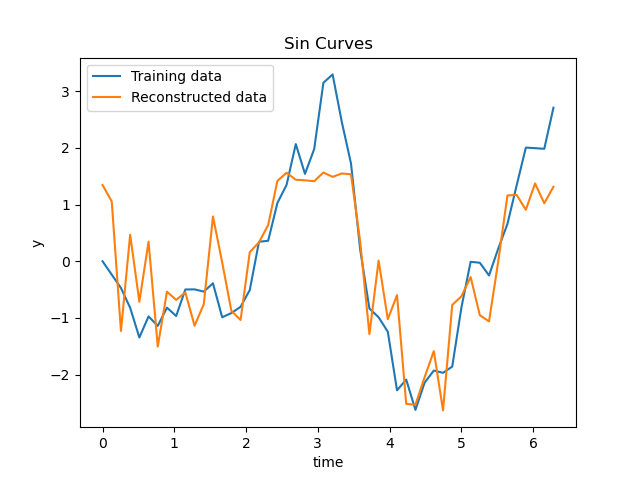 Sin Curves
Training data
Reconstructed data
y
3
2
1
0
−1
−2
0 1 2 3 4 5 6
time